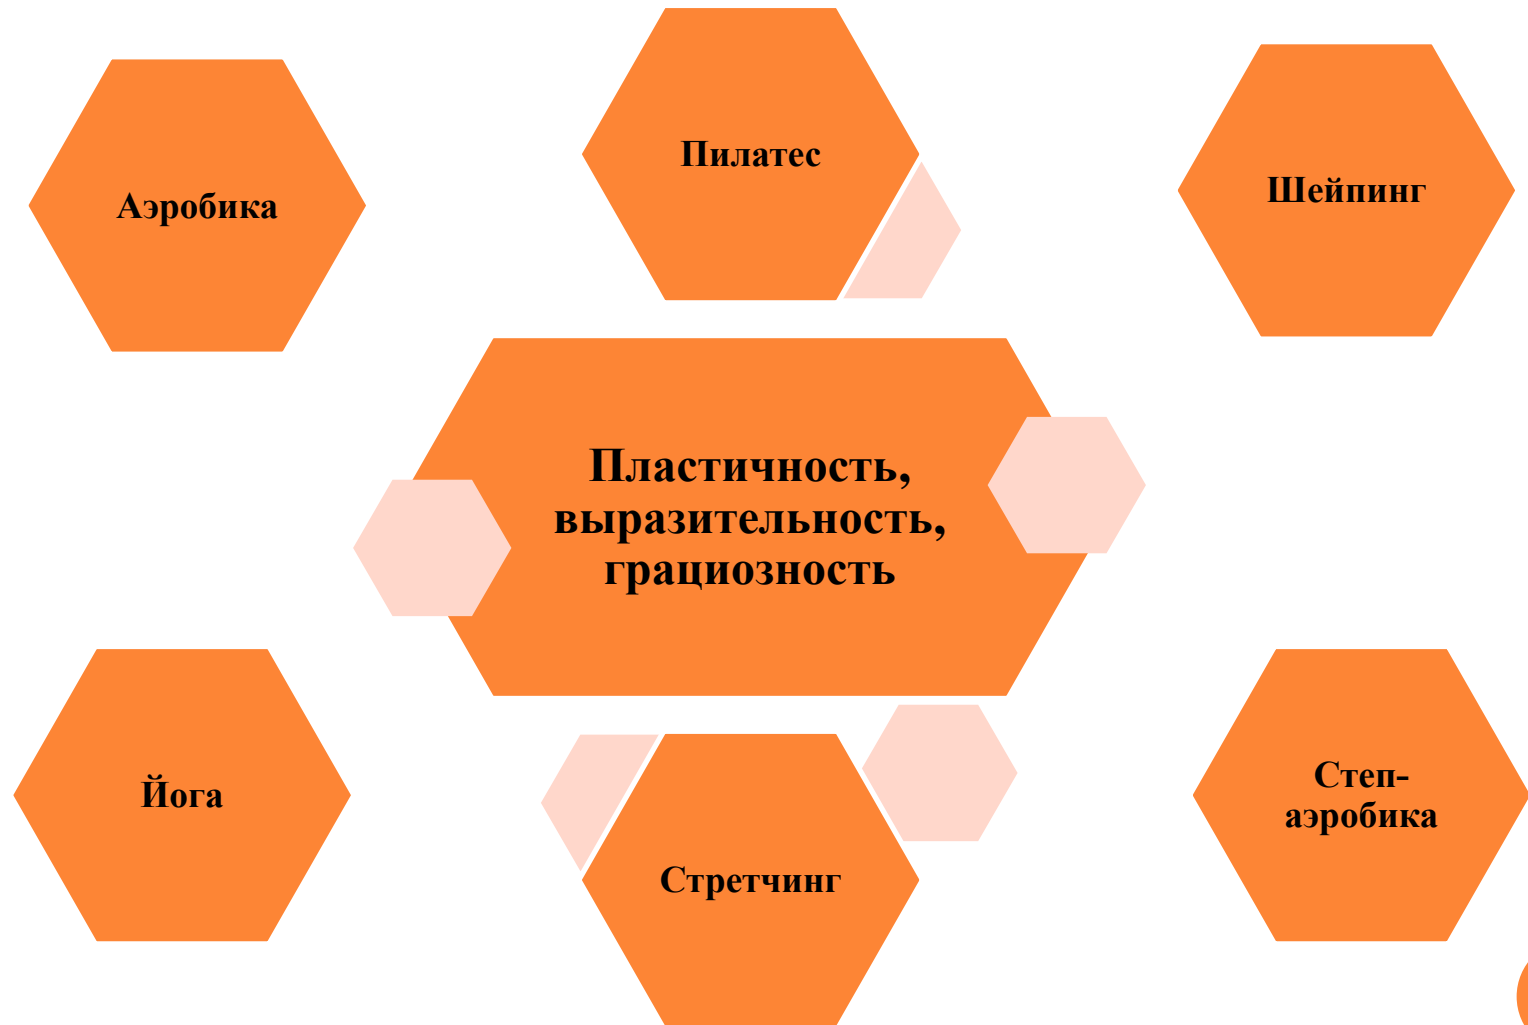 Пилатес
Аэробика
Шейпинг
Пластичность,
выразительность,
грациозность
Йога
Степ-
аэробика
Стретчинг